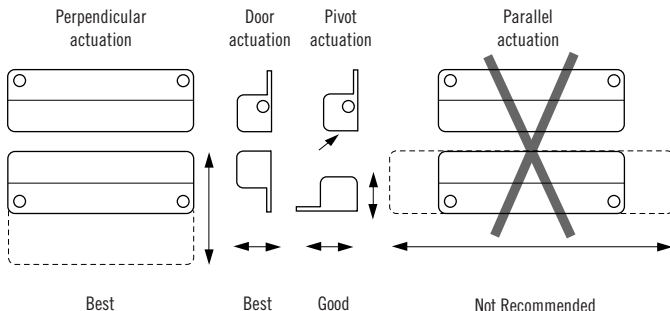 Perpendicular
actuation
Door
actuation
Pivot
actuation
Parallel
actuation
Best
Best
Good
Not Recommended